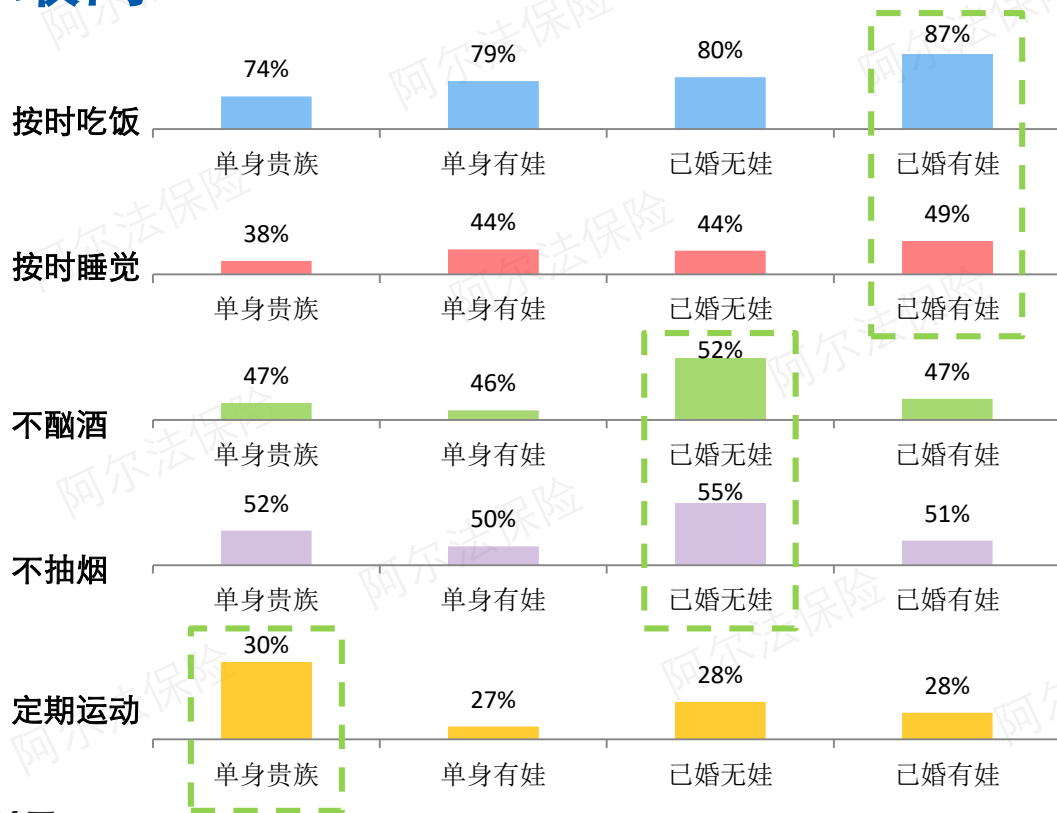 74% 79% 80% 87%
按时吃饭
单身贵族 单身有娃 已婚无娃 已婚有娃
38% 44% 44% 49%
按时睡觉
单身贵族 单身有娃 已婚无娃 已婚有娃
47% 46% 52% 47%
不酗酒
单身贵族 单身有娃 已婚无娃 已婚有娃
52% 50% 55% 51%
不抽烟
单身贵族 单身有娃 已婚无娃 已婚有娃
30% 27% 28% 28%
定期运动
单身贵族 单身有娃 已婚无娃 已婚有娃
阿尔法保险